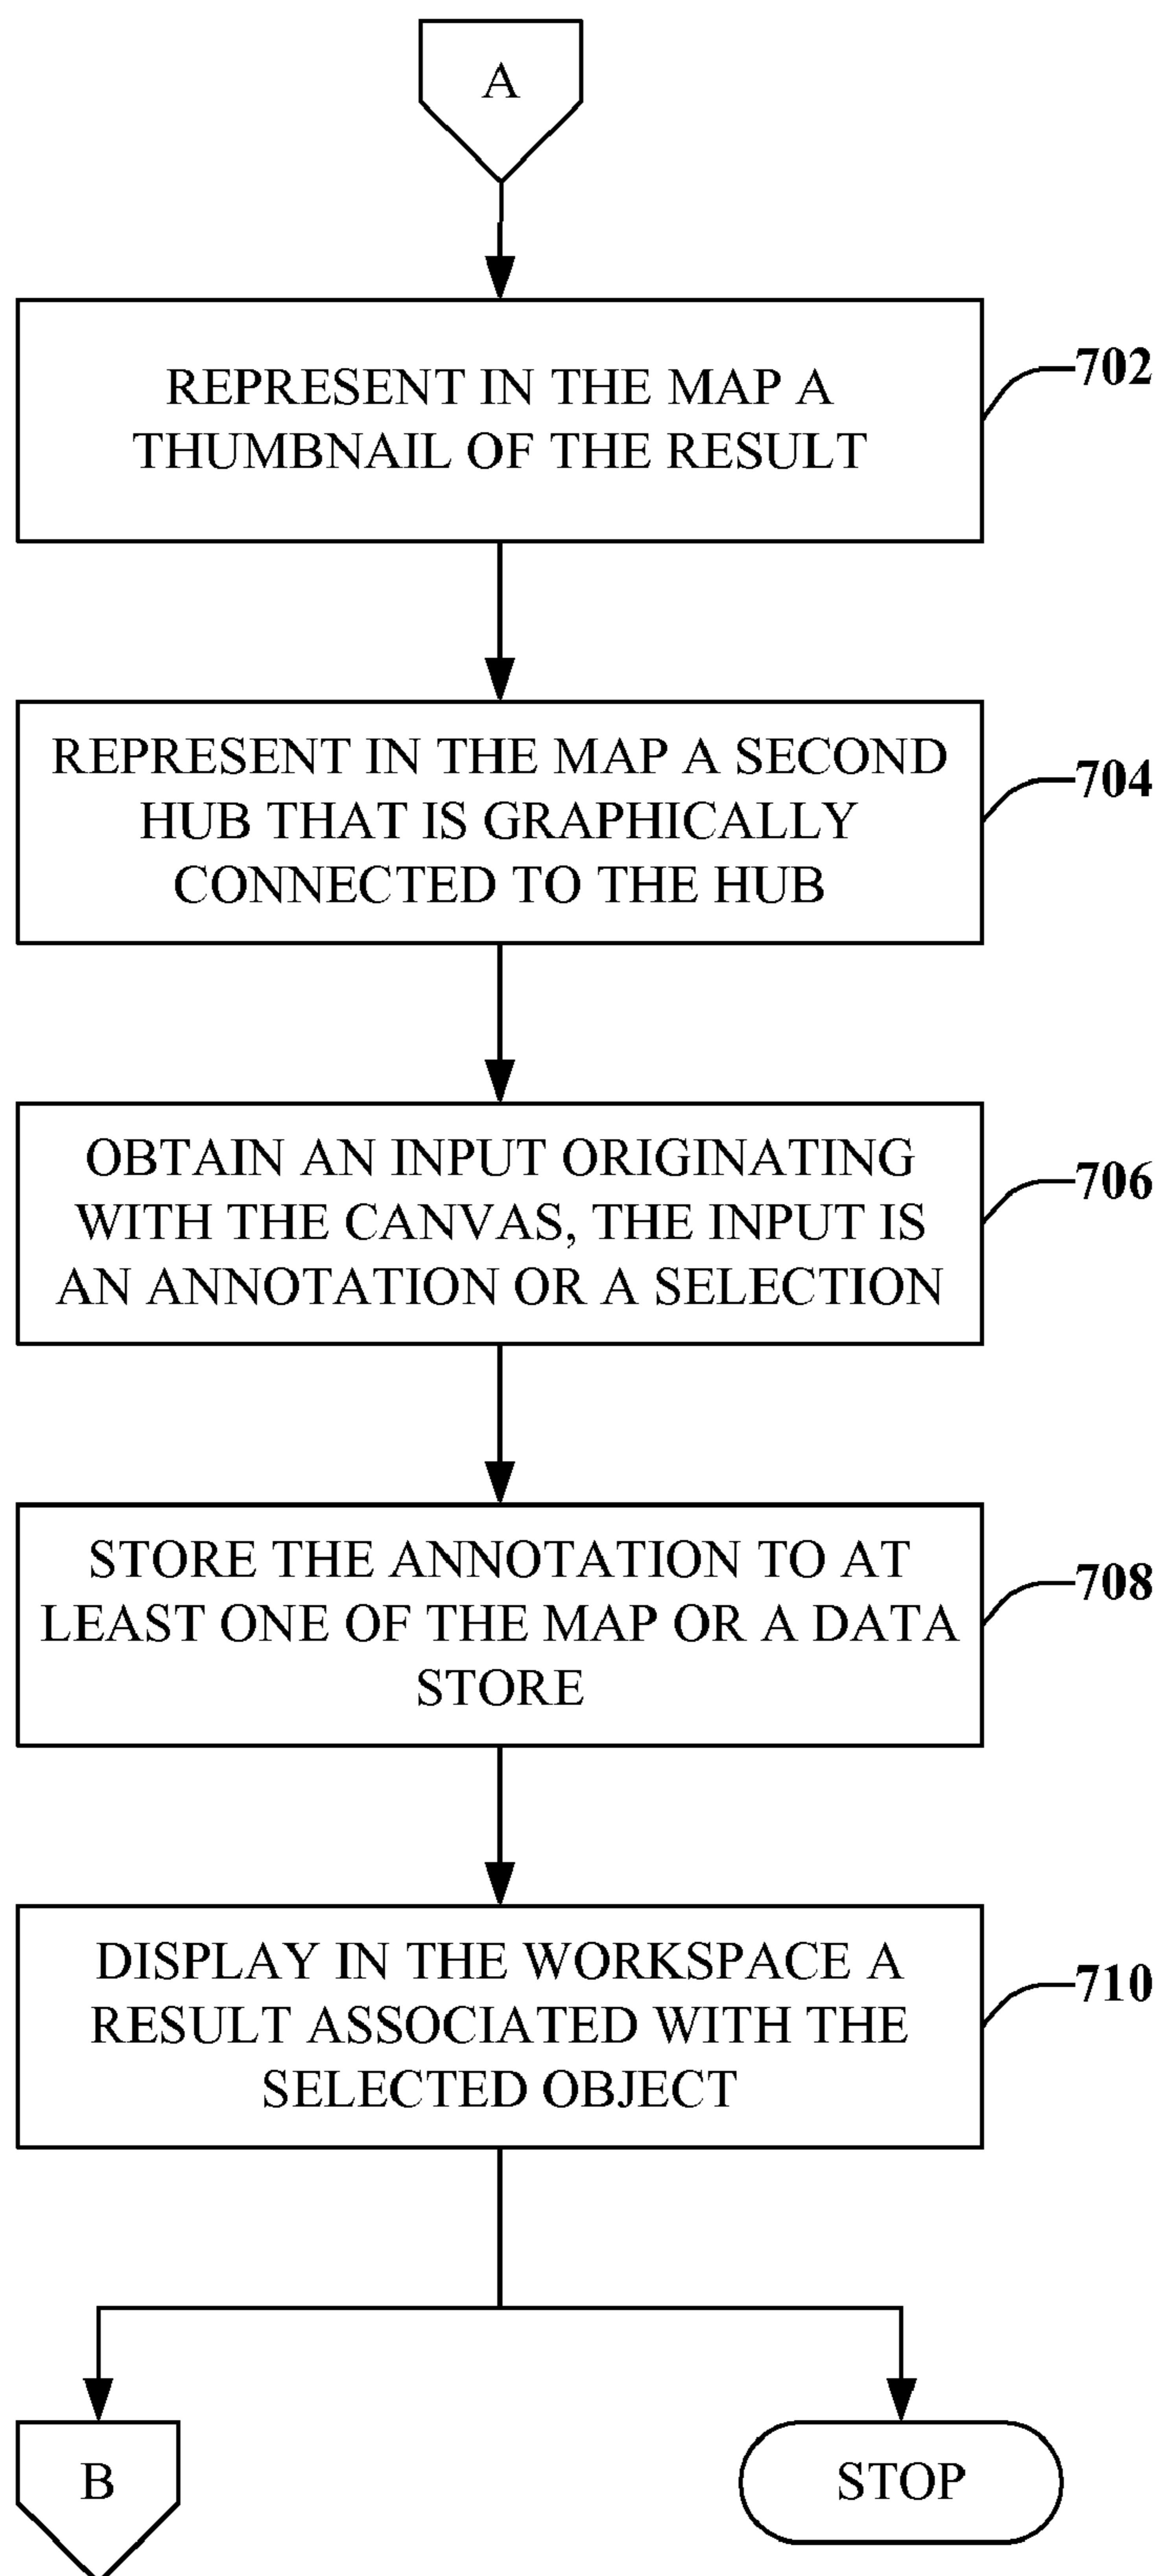 A
REPRESENT IN THE MAP A
THUMBNAIL OF THE RESULT
702
REPRESENT IN THE MAP A SECOND
HUB THAT IS GRAPHICALLY
CONNECTED TO THE HUB
704
OBTAIN AN INPUT ORIGINATING
WITH THE CANVAS, THE INPUT IS
AN ANNOTATION OR A SELECTION
706
STORE THE ANNOTATION TO AT
LEAST ONE OF THE MAP OR A DATA
STORE
708
DISPLAY IN THE WORKSPACE A
RESULT ASSOCIATED WITH THE
SELECTED OBJECT
710
B
STOP